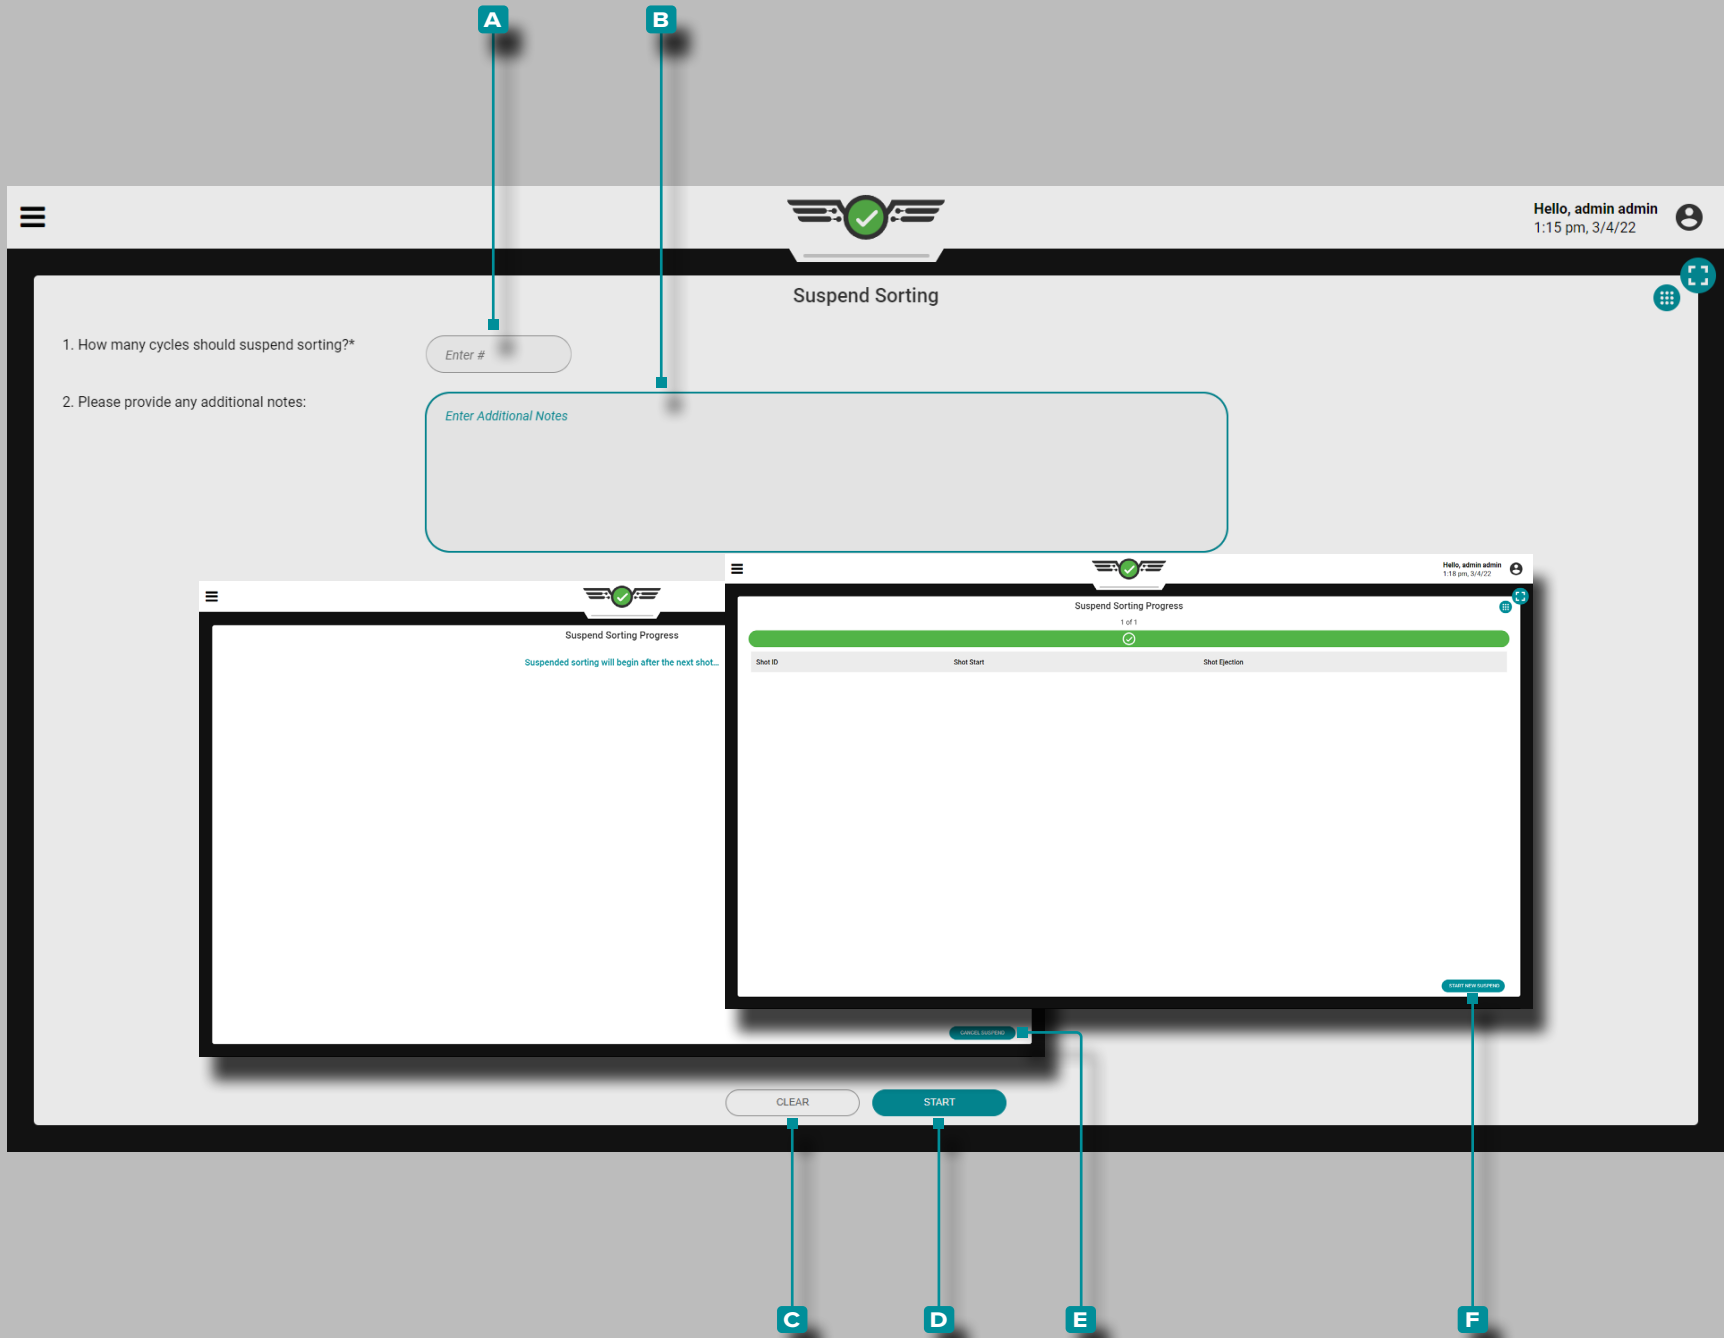 A
B
Hello, admin admin
1:15 pm, 3/4/22
Suspend Sorting
1. How many cycles should suspend sorting?*
Enter #
2. Please provide any additional notes:
Enter Additional Notes
Hello, admin admin
1:18 pm, 3/4/22
Suspend Sorting Progress
1 of 1
Shot ID Shot Start Shot Ejection
START NEW SUSPEND
Suspend Sorting Progress
Suspended sorting will begin after the next shot...
CANCEL SUSPEND
CLEAR
START
C
D
E
F